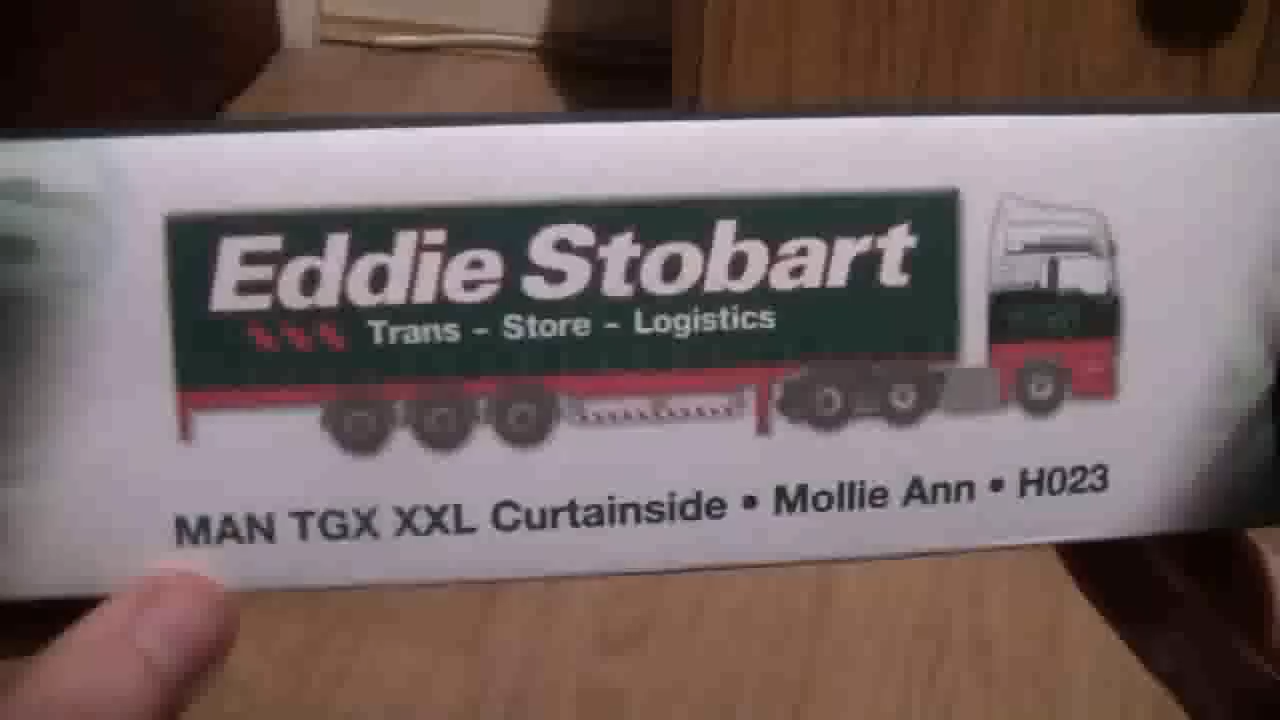 Eddie Stobart
Trans - Store - Logistics
MAN TGX XXL Curtainside • Mollie Ann • H023